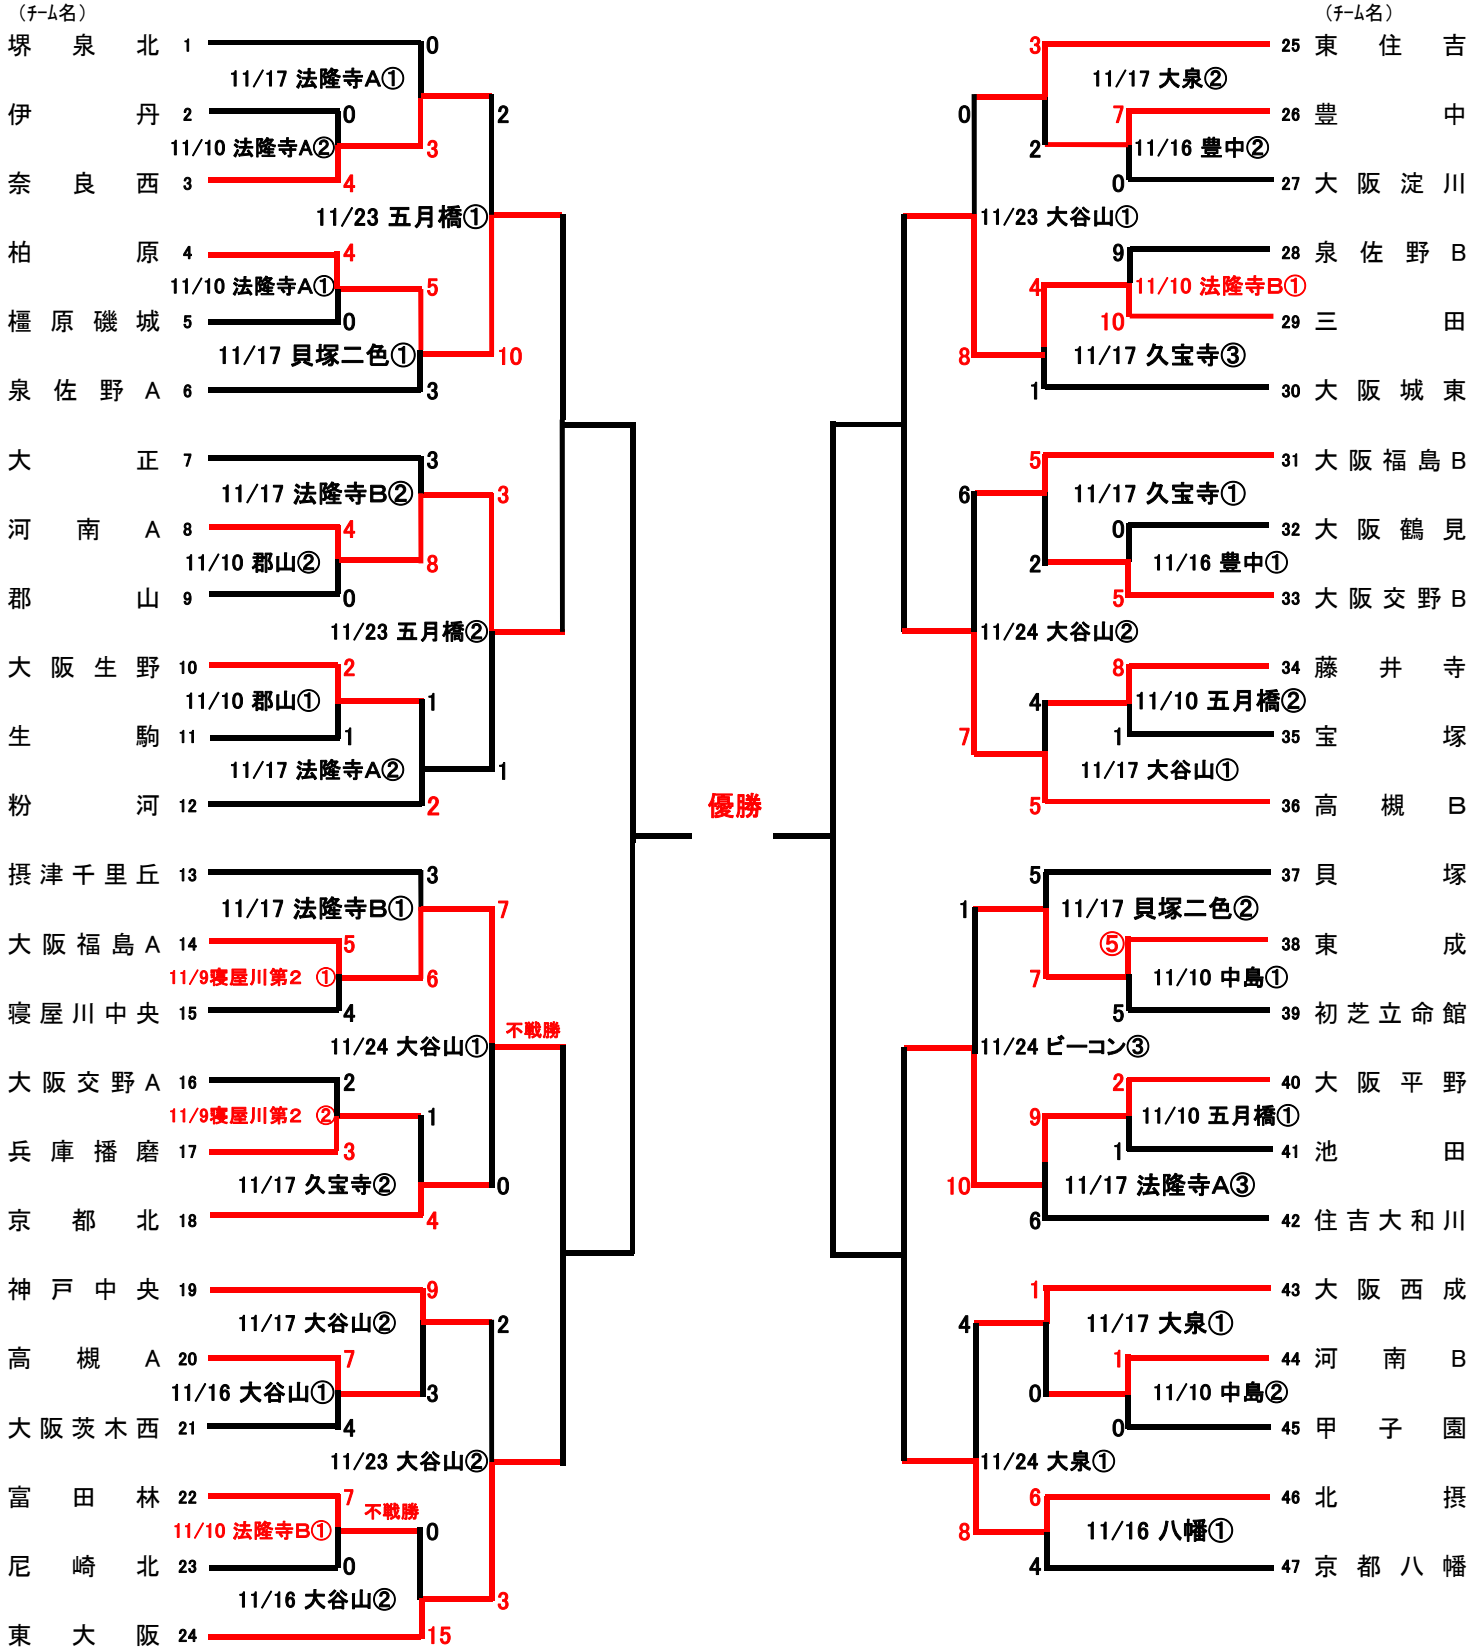 （ﾁｰﾑ名）
堺泉北 1 0
11/17 法隆寺A①
伊丹 2 0 2
11/10 法隆寺A② 3
奈良西 3 4
11/23 五月橋①
柏原 4 4
11/10 法隆寺A① 5
橿原磯城 5 0
11/17 貝塚二色① 10
泉佐野A 6 3
大正 7 3
11/17 法隆寺B② 3
河南A 8 4
11/10 郡山② 8
郡山 9 0
11/23 五月橋②
大阪生野 10 2
11/10 郡山① 1
生駒 11 1
11/17 法隆寺A② 1
粉河 12 2
摂津千里丘 13 3
11/17 法隆寺B① 7
大阪福島A 14 5
11/9寝屋川第2 ① 6
寝屋川中央 15 4
不戦勝
11/24 大谷山①
大阪交野A 16 2
11/9寝屋川第2 ② 1
兵庫播磨 17 3
11/17 久宝寺② 0
京都北 18 4
神戸中央 19 9
11/17 大谷山② 2
高槻A 20 7
11/16 大谷山① 3
大阪茨木西 21 4
11/23 大谷山②
富田林 22 7
不戦勝
11/10 法隆寺B① 0
尼崎北 23 0
11/16 大谷山② 3
東大阪 24 15
優勝
（ﾁｰﾑ名）
3 25 東住吉
11/17 大泉②
0 7 26 豊中
2 11/16 豊中②
0 27 大阪淀川
11/23 大谷山①
9 28 泉佐野B
4 11/10 法隆寺B①
10 29 三田
8 11/17 久宝寺③
1 30 大阪城東
5 31 大阪福島B
6 11/17 久宝寺①
0 32 大阪鶴見
2 11/16 豊中①
5 33 大阪交野B
11/24 大谷山②
8 34 藤井寺
4 11/10 五月橋②
7 1 35 宝塚
11/17 大谷山①
5 36 高槻B
5 37 貝塚
1 11/17 貝塚二色②
⑤ 38 東成
7 11/10 中島①
5 39 初芝立命館
11/24 ビーコン③
2 40 大阪平野
9 11/10 五月橋①
1 41 池田
10 11/17 法隆寺A③
6 42 住吉大和川
1 43 大阪西成
4 11/17 大泉①
1 44 河南B
0 11/10 中島②
0 45 甲子園
11/24 大泉①
6 46 北摂
8 11/16 八幡①
4 47 京都八幡